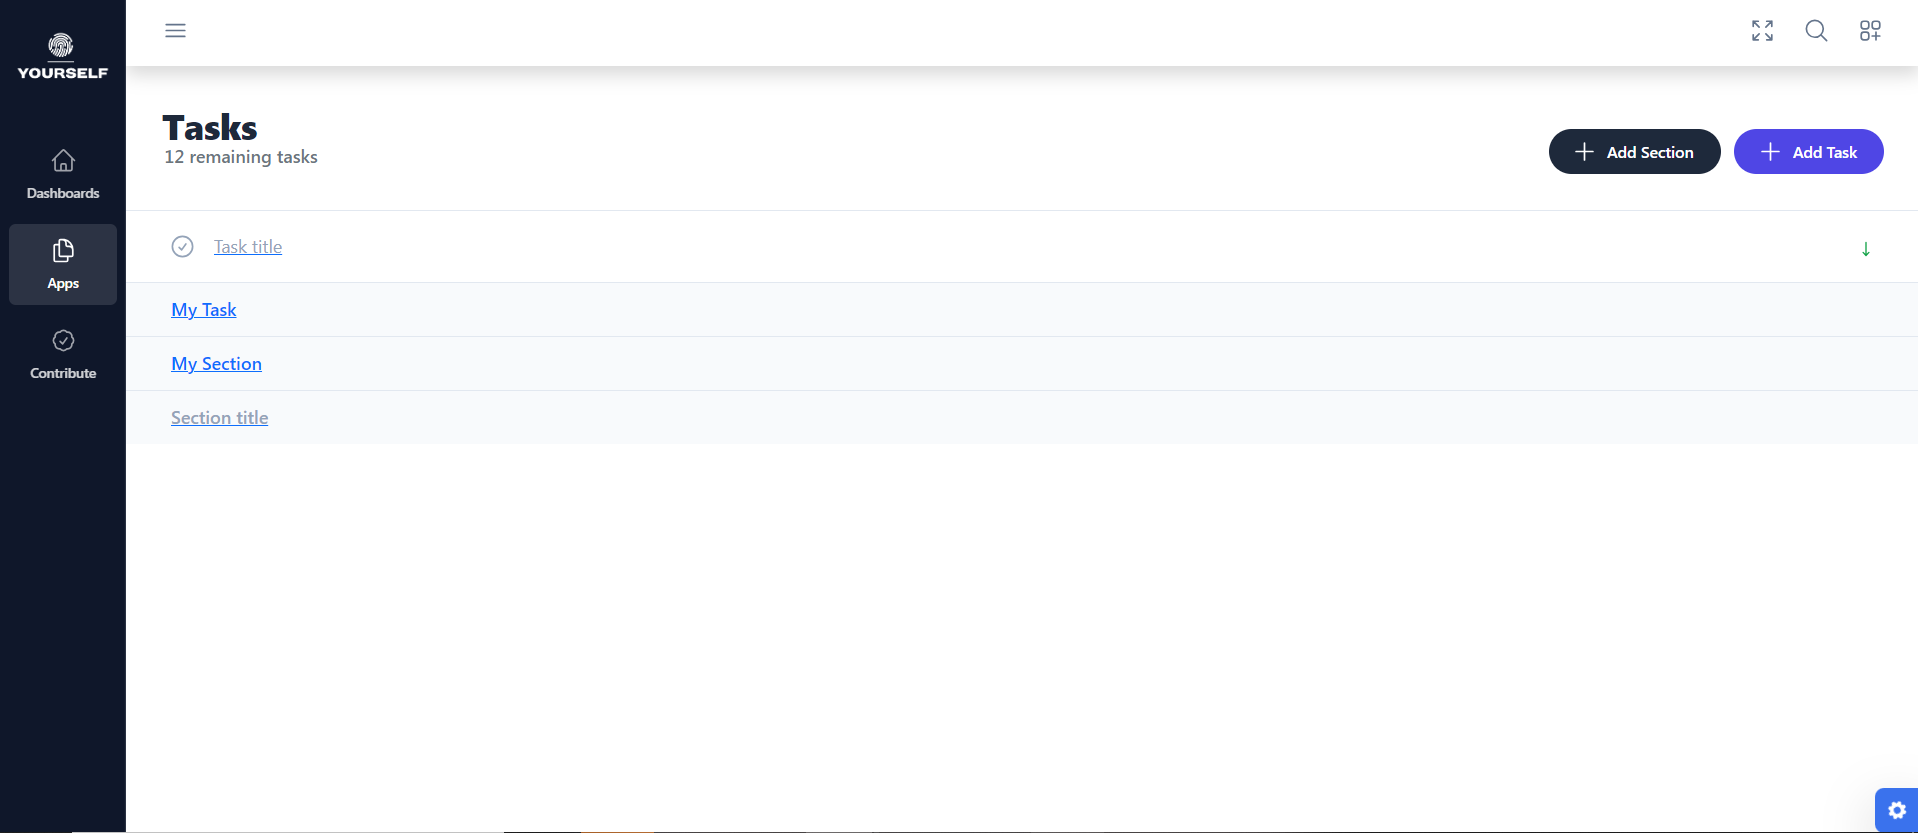 YOURSELF
Dashboards
Apps
Contribute
Tasks
12 remaining tasks
Add Section
Add Task
Task title
My Task
My Section
Section title